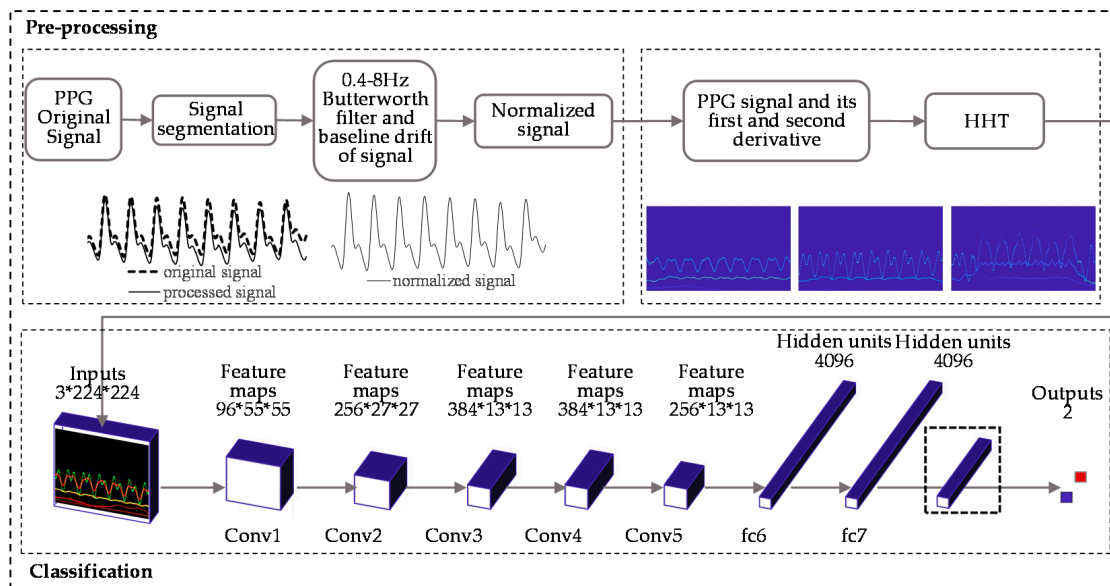 Pre-processing
PPG
Original
Signal
Signal
segmentation
0.4-8Hz
Butterworth
filter and
baseline drift
of signal
Normalized
signal
PPG signal and its
first and second
derivative
HHT
original signal
processed signal
normalized signal
Inputs
3*224*224
Feature
maps
96*55*55
Feature
maps
256*27*27
Feature
maps
384*13*13
Feature
maps
384*13*13
Feature
maps
256*13*13
Hidden units
4096
Hidden units
4096
Outputs
2
Conv1
Conv2
Conv3
Conv4
Conv5
fc6
fc7
Classification